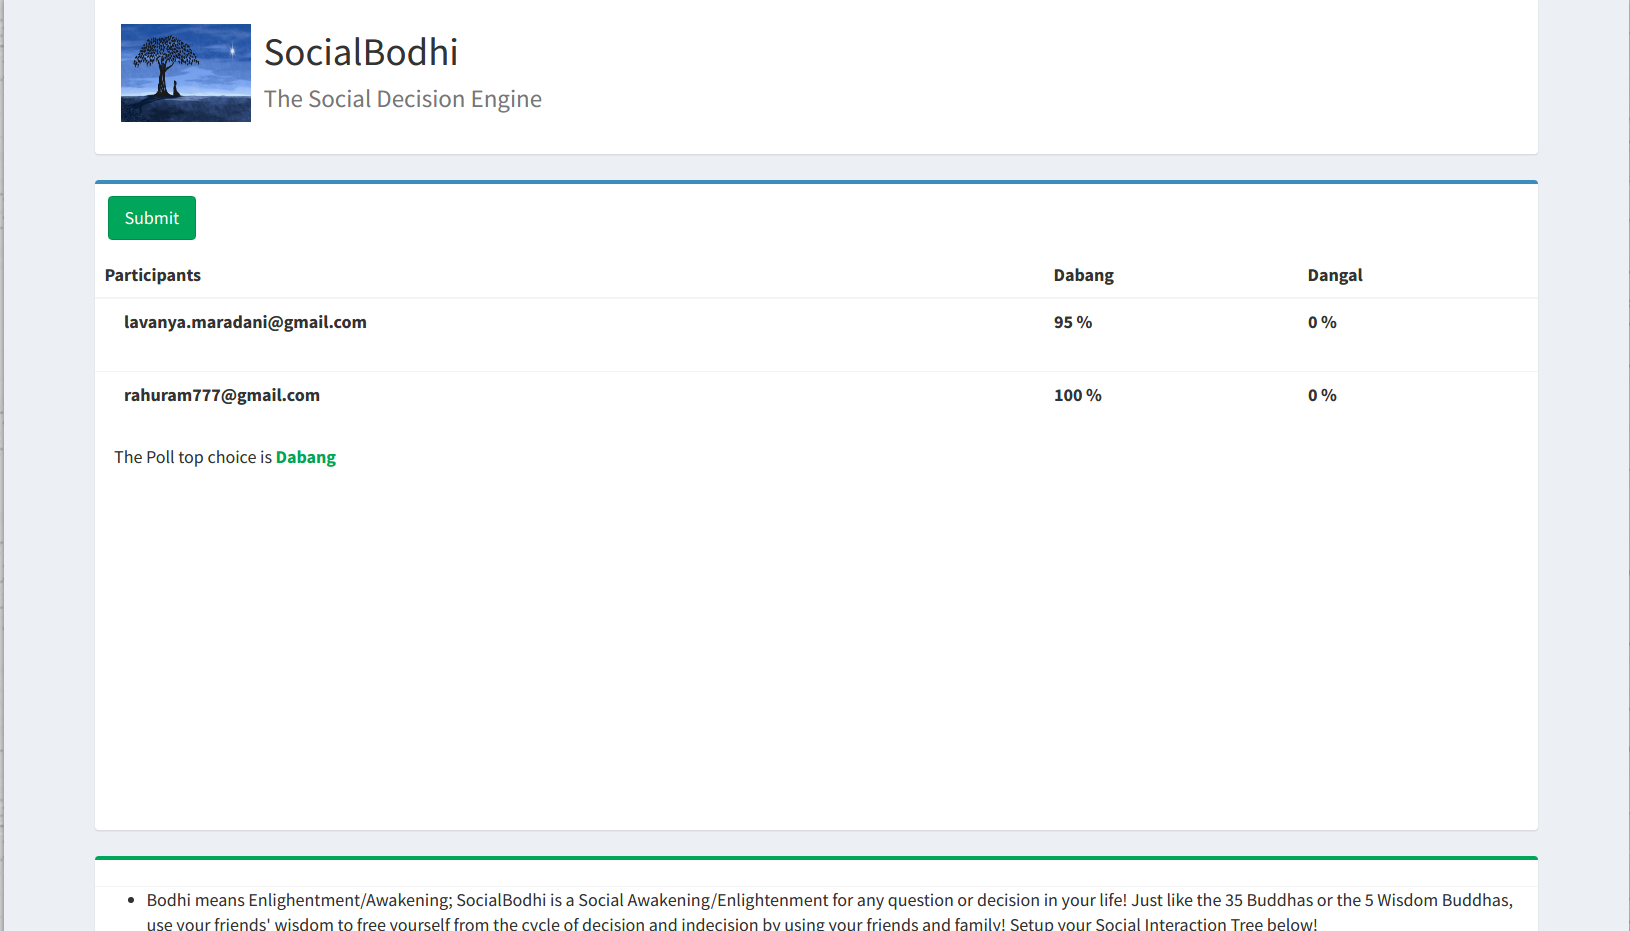 SocialBodhi
The Social Decision Engine
Submit
Participants Dabang Dangal
lavanya.maradani@gmail.com 95 % 0 %
rahuram777@gmail.com 100 % 0 %
The Poll top choice is Dabang
• Bodhi means Enlighentment/Awakening; SocialBodhi is a Social Awakening/Enlightenment for any question or decision in your life! Just like the 35 Buddhas or the 5 Wisdom Buddhas,
use your friends' wisdom to free yourself from the cycle of decision and indecision by using your friends and family! Setup your Social Interaction Tree below!